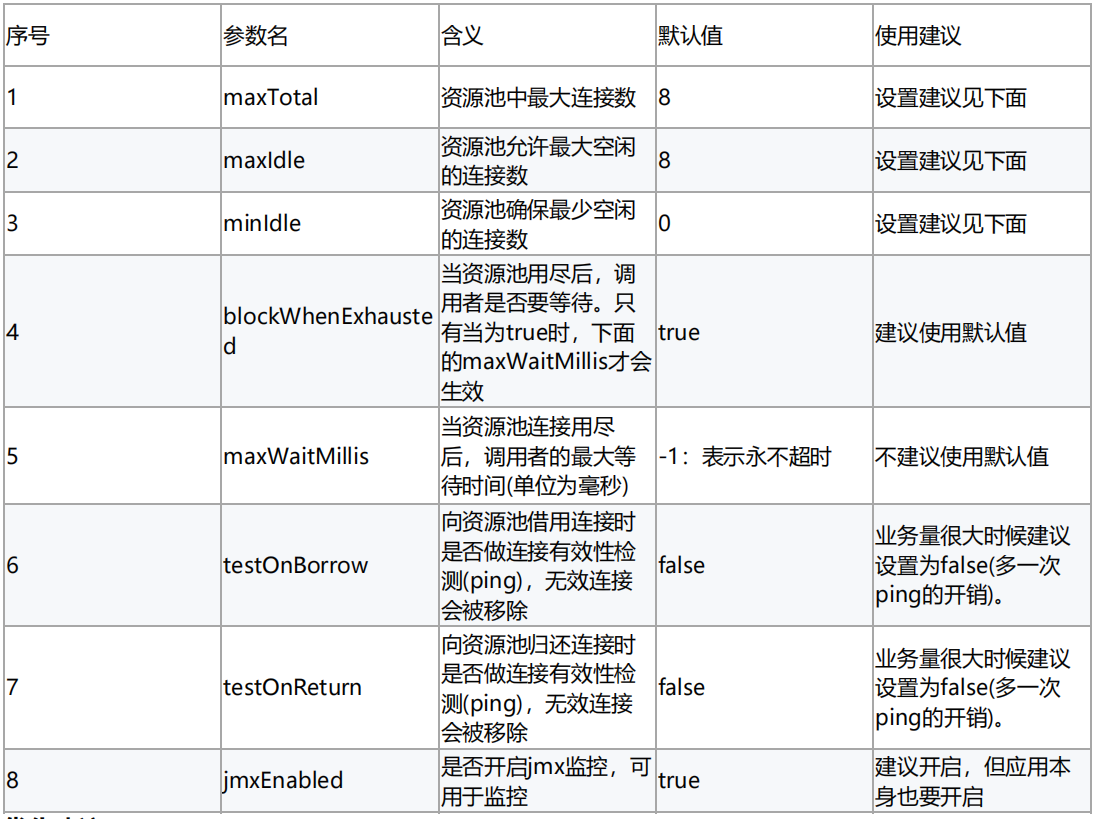 序号 参数名 含义 默认值 使用建议
1 maxTotal 资源池中最大连接数 8 设置建议见下面
2 maxIdle 资源池允许最大空闲
的连接数 8 设置建议见下面
3 minIdle 资源池确保最少空闲
的连接数 0 设置建议见下面
4 blockWhenExhauste
d 当资源池用尽后，调
用者是否要等待。只
有当为true时，下面
的maxWaitMillis才会
生效 true 建议使用默认值
5 maxWaitMillis 当资源池连接用尽
后，调用者的最大等
待时间(单位为毫秒) -1：表示永不超时 不建议使用默认值
6 testOnBorrow 向资源池借用连接时
是否做连接有效性检
测(ping)，无效连接
会被移除 false 业务量很大时候建议
设置为false(多一次
ping的开销)。
7 testOnReturn 向资源池归还连接时
是否做连接有效性检
测(ping)，无效连接
会被移除 false 业务量很大时候建议
设置为false(多一次
ping的开销)。
8 jmxEnabled 是否开启jmx监控，可
用于监控 true 建议开启，但应用本
身也要开启